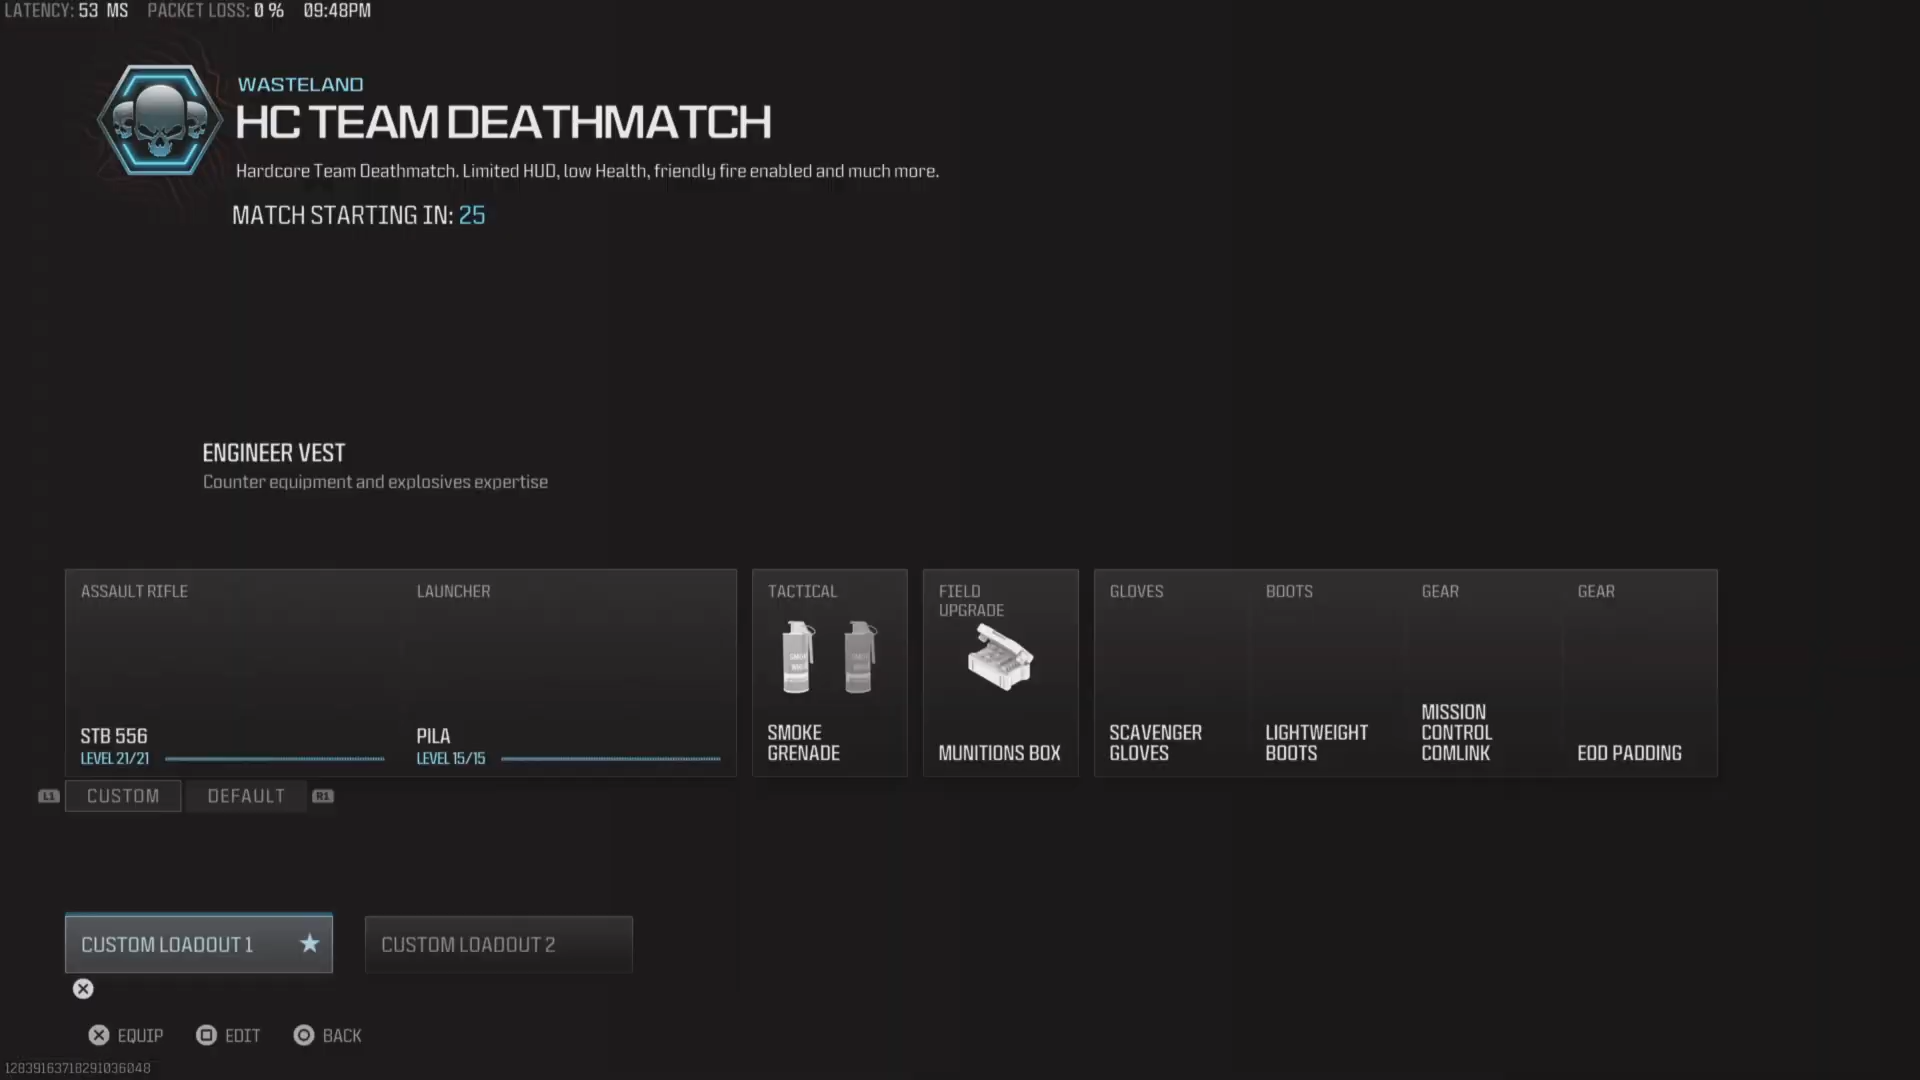 LATENCY: 53 MS PACKET LOSS: 0 % 09:48PM
WASTELAND
HC TEAM DEATHMATCH
Hardcore Team Deathmatch. Limited HUD, low Health, friendly fire enabled and much more.
MATCH STARTING IN: 25
ENGINEER VEST
Counter equipment and explosives expertise
ASSAULT RIFLE
STB 556
LEVEL 21/21
LAUNCHER
PILA
LEVEL 15/15
TACTICAL
SMOKE
GRENADE
FIELD
UPGRADE
MUNITIONS BOX
GLOVES
SCAVENGER
GLOVES
BOOTS
LIGHTWEIGHT
BOOTS
GEAR
MISSION
CONTROL
COMLINK
GEAR
EOD PADDING
L1 CUSTOM DEFAULT R1
CUSTOM LOADOUT 1
CUSTOM LOADOUT 2
EQUIP EDIT BACK
12839163718291036048